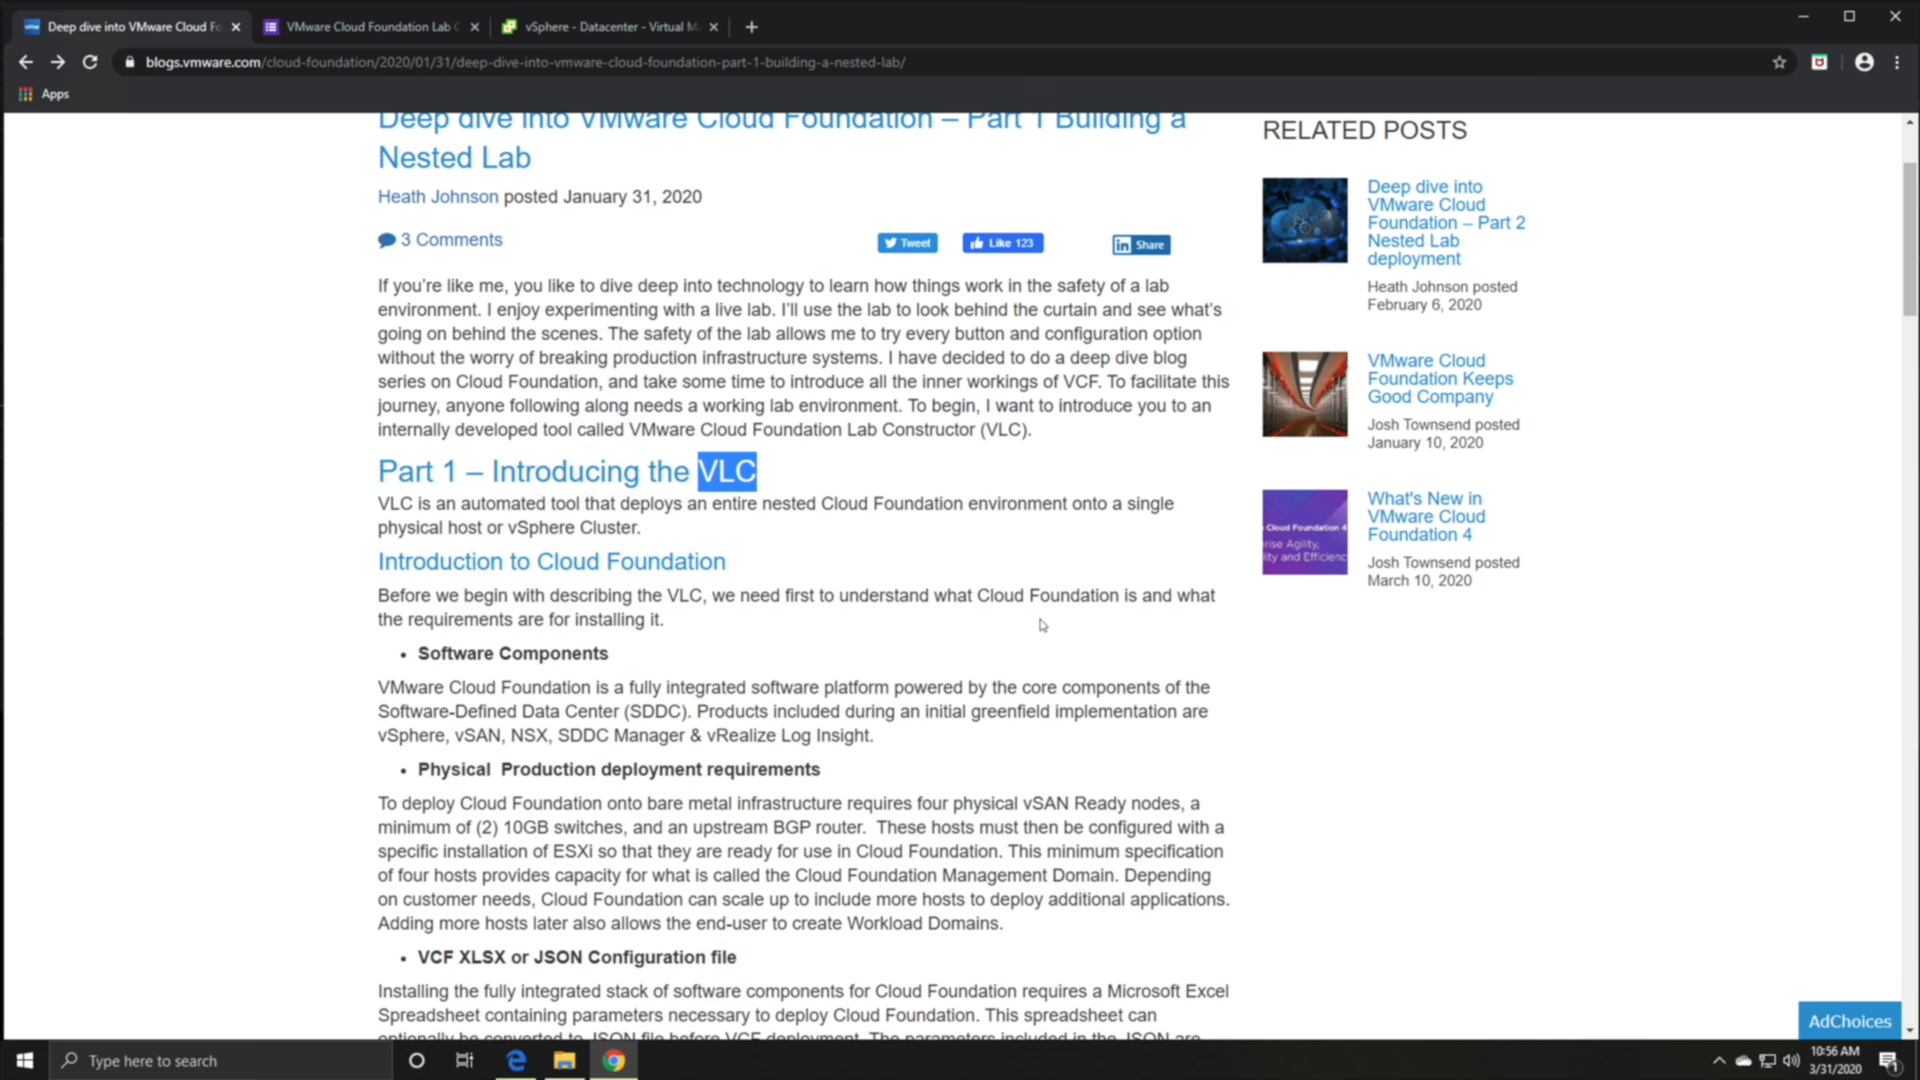 Deep dive into VMware Cloud Fo
VMware Cloud Foundation Lab C
vSphere - Datacenter - Virtual M
blogs.vmware.com/cloud-foundation/2020/01/31/deep-dive-into-vmware-cloud-foundation-part-1-building-a-nested-lab/
Apps
Deep dive into VMware Cloud Foundation – Part 1 Building a
Nested Lab
Heath Johnson posted January 31, 2020
3 Comments
Tweet
Like 123
in Share
If you’re like me, you like to dive deep into technology to learn how things work in the safety of a lab
environment. I enjoy experimenting with a live lab. I’ll use the lab to look behind the curtain and see what’s
going on behind the scenes. The safety of the lab allows me to try every button and configuration option
without the worry of breaking production infrastructure systems. I have decided to do a deep dive blog
series on Cloud Foundation, and take some time to introduce all the inner workings of VCF. To facilitate this
journey, anyone following along needs a working lab environment. To begin, I want to introduce you to an
internally developed tool called VMware Cloud Foundation Lab Constructor (VLC).
Part 1 – Introducing the VLC
VLC is an automated tool that deploys an entire nested Cloud Foundation environment onto a single
physical host or vSphere Cluster.
Introduction to Cloud Foundation
Before we begin with describing the VLC, we need first to understand what Cloud Foundation is and what
the requirements are for installing it.
• Software Components
VMware Cloud Foundation is a fully integrated software platform powered by the core components of the
Software-Defined Data Center (SDDC). Products included during an initial greenfield implementation are
vSphere, vSAN, NSX, SDDC Manager & vRealize Log Insight.
• Physical  Production deployment requirements
To deploy Cloud Foundation onto bare metal infrastructure requires four physical vSAN Ready nodes, a
minimum of (2) 10GB switches, and an upstream BGP router.  These hosts must then be configured with a
specific installation of ESXi so that they are ready for use in Cloud Foundation. This minimum specification
of four hosts provides capacity for what is called the Cloud Foundation Management Domain. Depending
on customer needs, Cloud Foundation can scale up to include more hosts to deploy additional applications.
Adding more hosts later also allows the end-user to create Workload Domains.
• VCF XLSX or JSON Configuration file
Installing the fully integrated stack of software components for Cloud Foundation requires a Microsoft Excel
Spreadsheet containing parameters necessary to deploy Cloud Foundation. This spreadsheet can
optionally be converted to JSON file before VCF deployment. The parameters included in the JSON are
RELATED POSTS
Deep dive into
VMware Cloud
Foundation – Part 2
Nested Lab
deployment
Heath Johnson posted
February 6, 2020
VMware Cloud
Foundation Keeps
Good Company
Josh Townsend posted
January 10, 2020
Cloud Foundation 4
rise Agility,
lity and Efficienc
What's New in
VMware Cloud
Foundation 4
Josh Townsend posted
March 10, 2020
AdChoices
Type here to search
10:56 AM
3/31/2020
1